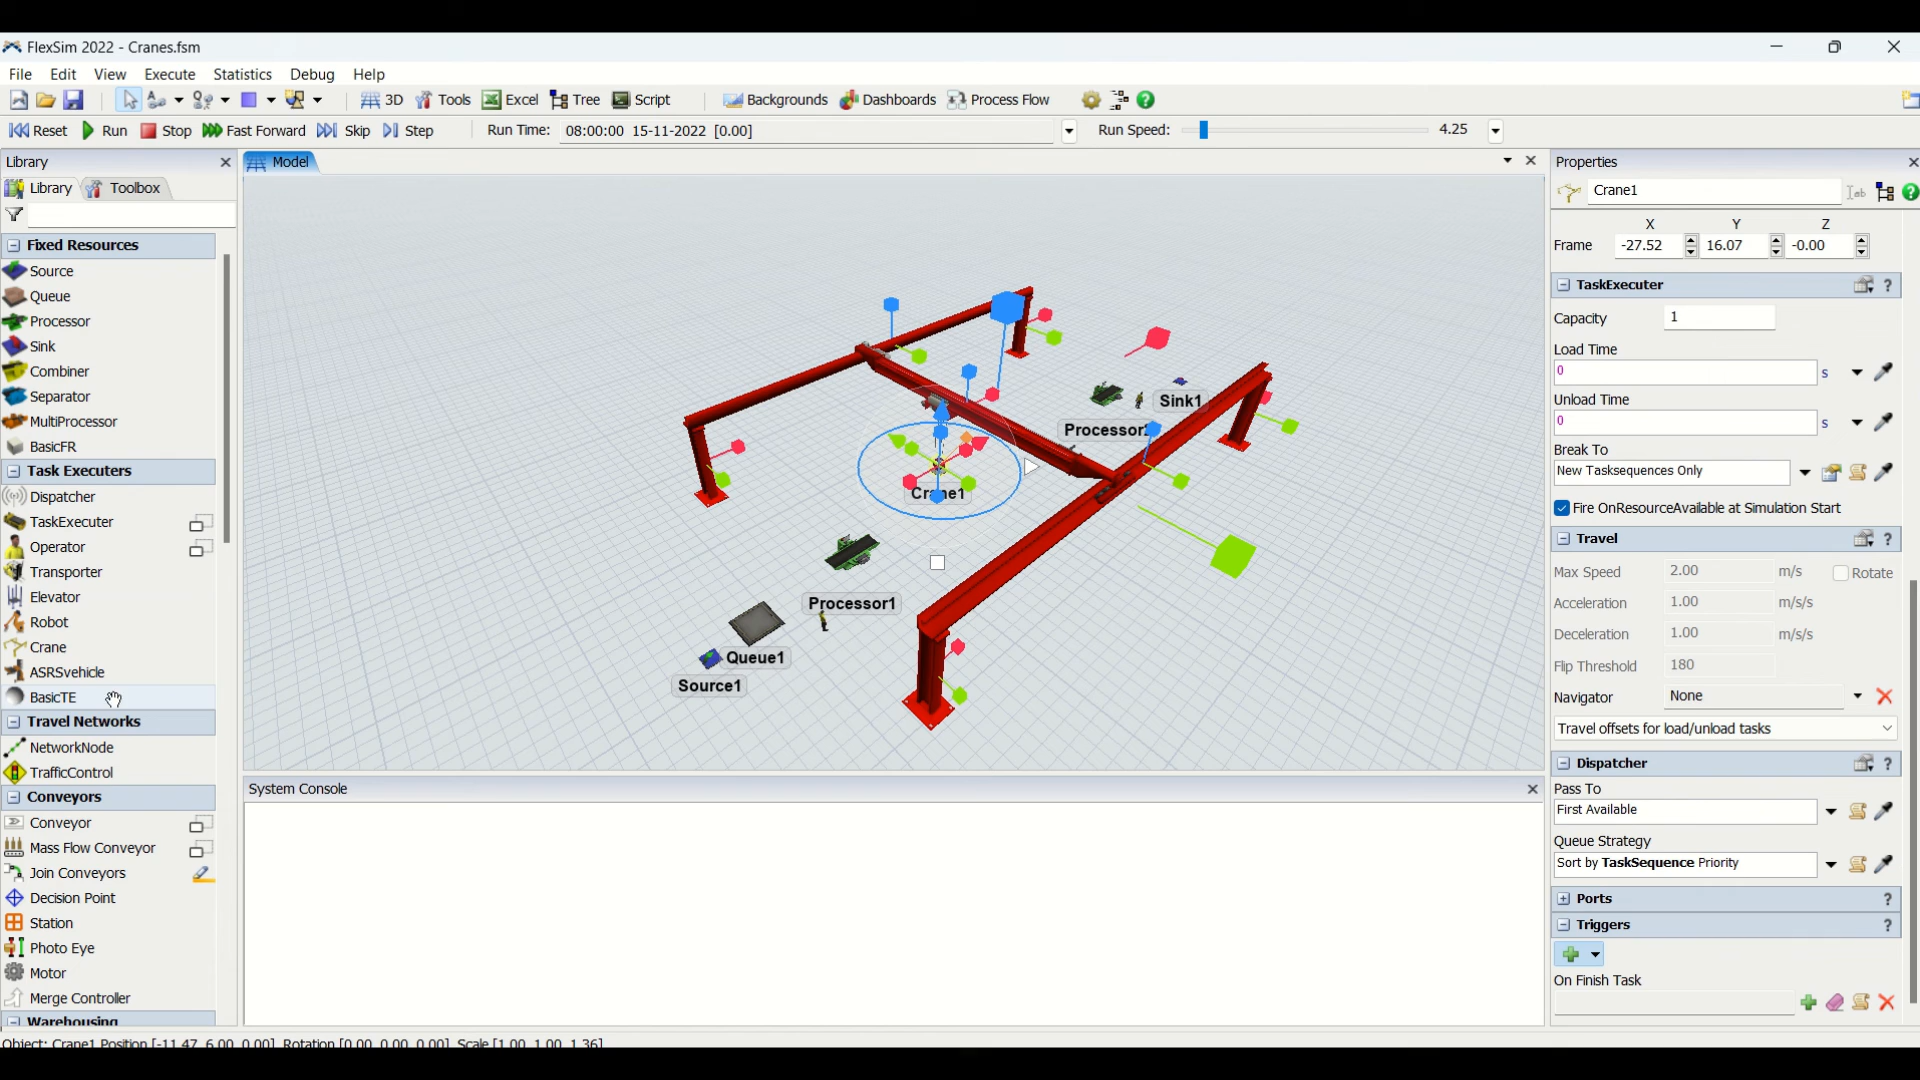 FlexSim 2022 - Cranes.fsm
File Edit View Execute Statistics Debug Help
3D Tools Excel Tree Script Backgrounds Dashboards Process Flow
Reset Run Stop Fast Forward Skip Step Run Time: 08:00:00 15-11-2022 [0.00] Run Speed: 4.25
Library
Library Toolbox
Fixed Resources
Source
Queue
Processor
Sink
Combiner
Separator
MultiProcessor
BasicFR
Task Executers
Dispatcher
TaskExecuter
Operator
Transporter
Elevator
Robot
Crane
ASRSvehicle
BasicTE
Travel Networks
NetworkNode
TrafficControl
Conveyors
Conveyor
Mass Flow Conveyor
Join Conveyors
Decision Point
Station
Photo Eye
Motor
Merge Controller
Warehousing
Model
Sink1
Processor2
Crane1
Processor1
Queue1
Source1
System Console
Properties
Crane1
X Y Z
Frame -27.52 16.07 -0.00
TaskExecuter ?
Capacity 1
Load Time
0 s
Unload Time
0 s
Break To
New Tasksequences Only
Fire OnResourceAvailable at Simulation Start
Travel ?
Max Speed 2.00 m/s Rotate
Acceleration 1.00 m/s/s
Deceleration 1.00 m/s/s
Flip Threshold 180
Navigator None
Travel offsets for load/unload tasks
Dispatcher ?
Pass To
First Available
Queue Strategy
Sort by TaskSequence Priority
Ports ?
Triggers ?
On Finish Task
Object: Crane1 Position [-11.47, 6.00, 0.00] Rotation [0.00, 0.00, 0.00] Scale [1.00, 1.00, 1.36]